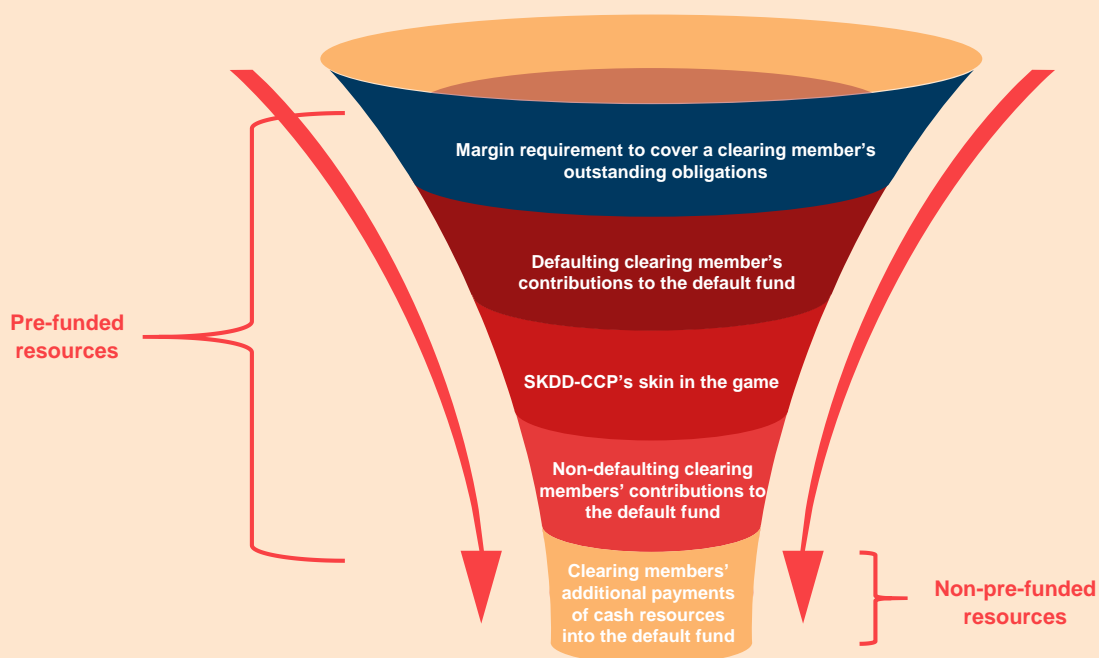 Margin requirement to cover a clearing member's
outstanding obligations
Defaulting clearing member's
contributions to the default fund
Pre-funded
resources
SKDD-CCP's skin in the game
Non-defaulting clearing
members' contributions to
the default fund
Clearing members'
additional payments
of cash resources
into the default fund
Non-pre-funded
resources